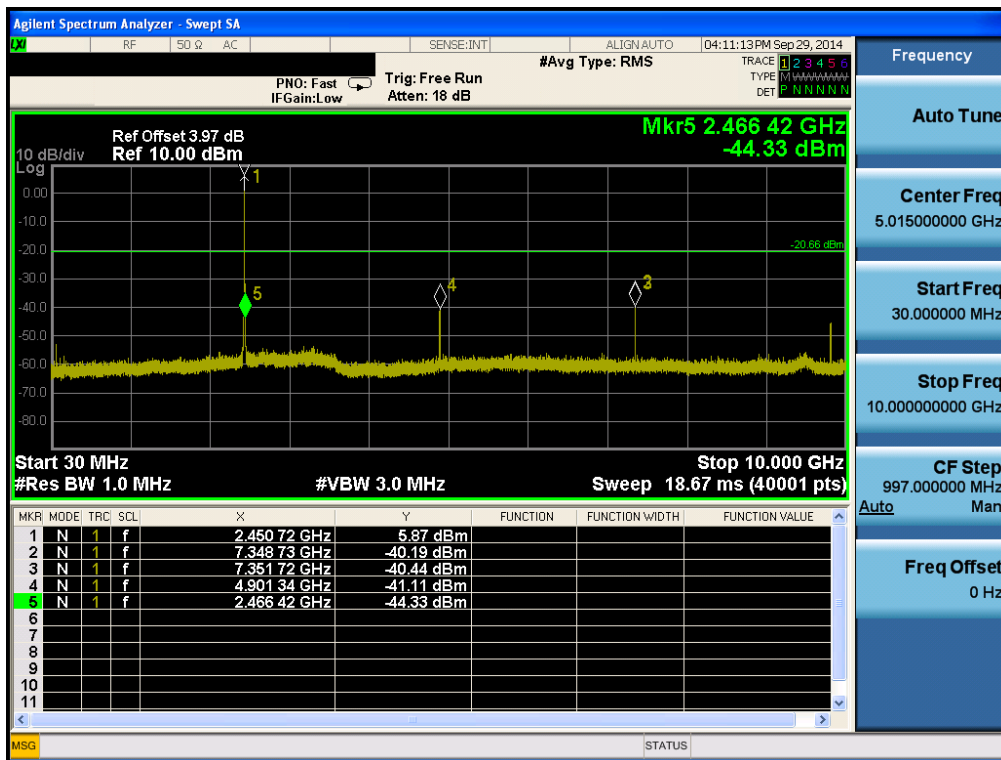 Agilent Spectrum Analyzer - Swept SA
LXI RF 50 Ω AC SENSE:INT ALIGN AUTO 04:11:13 PM Sep 29, 2014
#Avg Type: RMS
TRACE 1 2 3 4 5 6
TYPE M
DET P N N N N N
PNO: Fast
IFGain:Low
Trig: Free Run
Atten: 18 dB
Mkr5 2.466 42 GHz
-44.33 dBm
Ref Offset 3.97 dB
10 dB/div Ref 10.00 dBm
Log
1
0.00
-10.0
-20.0
-20.66 dBm
-30.0
5
4
3
-40.0
-50.0
-60.0
-70.0
-80.0
Start 30 MHz Stop 10.000 GHz
#Res BW 1.0 MHz #VBW 3.0 MHz Sweep 18.67 ms (40001 pts)
MKR MODE TRC SCL X Y FUNCTION FUNCTION WIDTH FUNCTION VALUE
1 N 1 f 2.450 72 GHz 5.87 dBm
2 N 1 f 7.348 73 GHz -40.19 dBm
3 N 1 f 7.351 72 GHz -40.44 dBm
4 N 1 f 4.901 34 GHz -41.11 dBm
5 N 1 f 2.466 42 GHz -44.33 dBm
6
7
8
9
10
11
MSG STATUS
Frequency
Auto Tune
Center Freq
5.015000000 GHz
Start Freq
30.000000 MHz
Stop Freq
10.000000000 GHz
CF Step
997.000000 MHz
Auto Man
Freq Offset
0 Hz